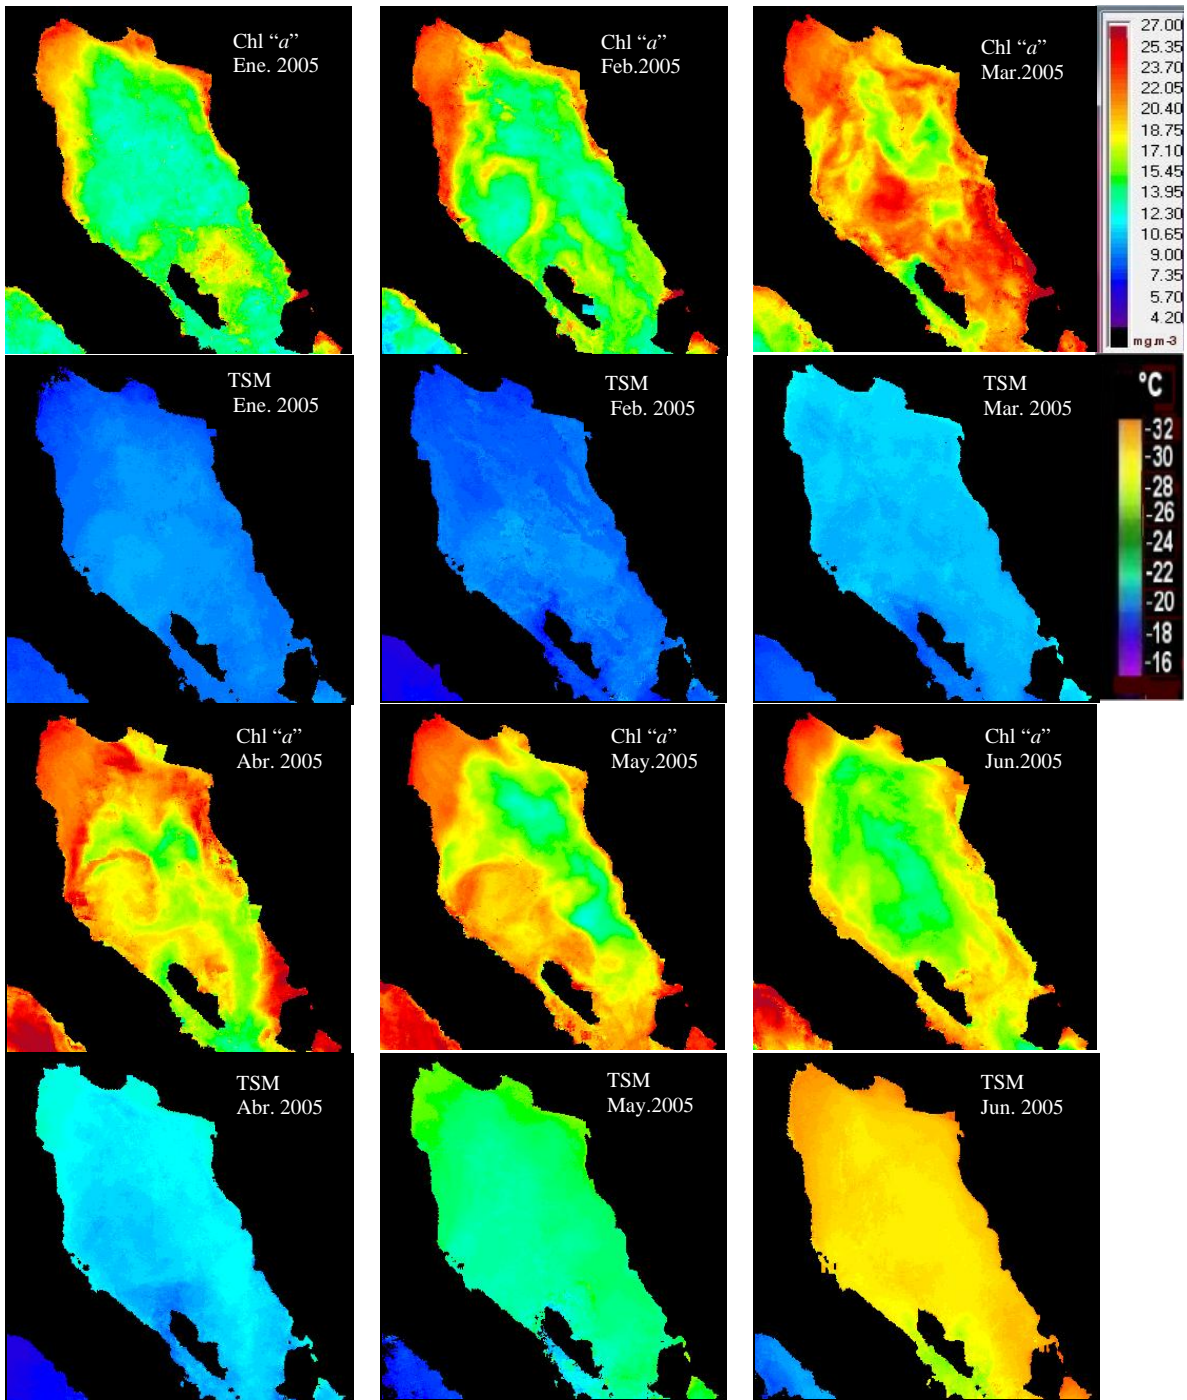 Chl “a”
Ene. 2005
Chl “a”
Feb.2005
Chl “a”
Mar.2005
27.00
25.35
23.70
22.05
20.40
18.75
17.10
15.45
13.95
12.30
10.65
9.00
7.35
5.70
4.20
mg.m-3
TSM
Ene. 2005
TSM
Feb. 2005
TSM
Mar. 2005
°C
-32
-30
-28
-26
-24
-22
-20
-18
-16
Chl “a”
Abr. 2005
Chl “a”
May.2005
Chl “a”
Jun.2005
TSM
Abr. 2005
TSM
May.2005
TSM
Jun. 2005